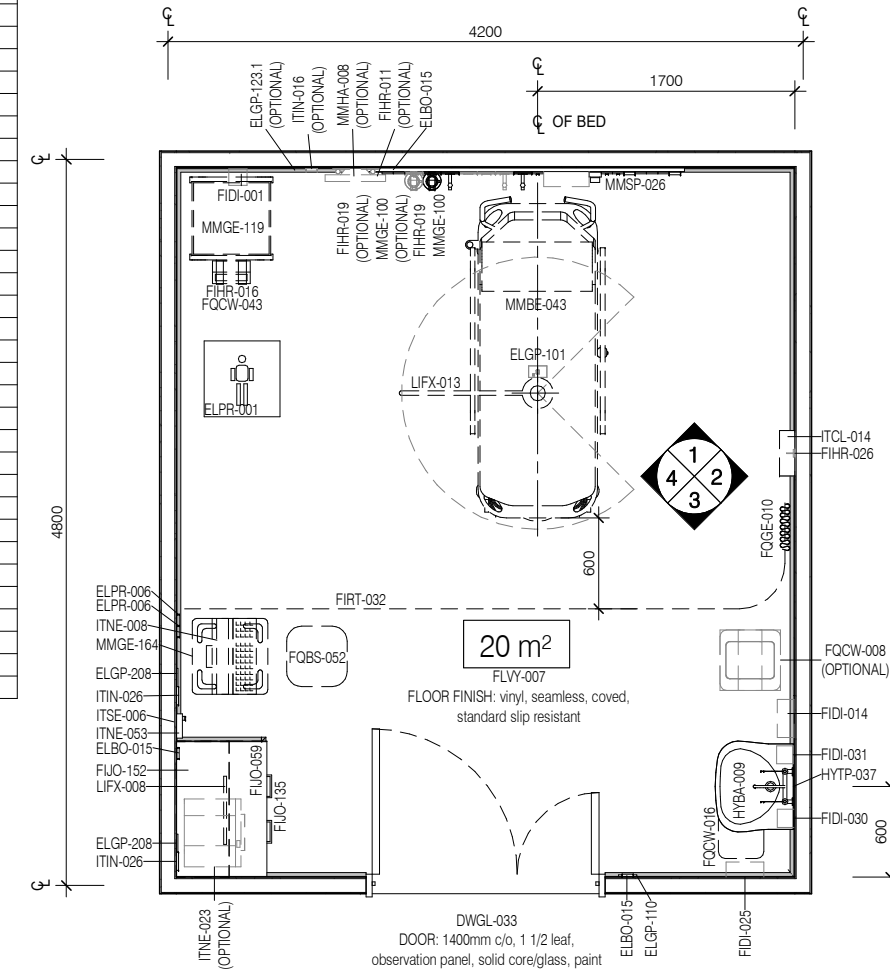 ℄
℄
4200
℄
1700
℄ OF BED
ELGP-123.1
(OPTIONAL)
ITIN-016
(OPTIONAL)
MMHA-008
(OPTIONAL)
FIHR-011
(OPTIONAL)
ELBO-015
℄
FIDI-001
MMGE-119
FIHR-019
(OPTIONAL)
MMGE-100
(OPTIONAL)
FIHR-019
MMGE-100
MMSP-026
FIHR-016
FQCW-043
MMBE-043
ELGP-101
LIFX-013
ELPR-001
1
4
2
3
ITCL-014
FIHR-026
FQGE-010
4800
600
FIRT-032
ELPR-006
ELPR-006
ITNE-008
MMGE-164
ELGP-208
ITIN-026
ITSE-006
ITNE-053
ELBO-015
FIJO-152
LIFX-008
ELGP-208
ITIN-026
FQBS-052
20 m²
FLVY-007
FLOOR FINISH: vinyl, seamless, coved,
standard slip resistant
FQCW-008
(OPTIONAL)
FIDI-014
FIDI-031
HYTP-037
FIDI-030
HYBA-009
FQCW-016
600
FIJO-059
FIJO-135
℄
ITNE-023
(OPTIONAL)
DWGL-033
DOOR: 1400mm c/o, 1 1/2 leaf,
observation panel, solid core/glass, paint
ELBO-015
ELGP-110
FIDI-025